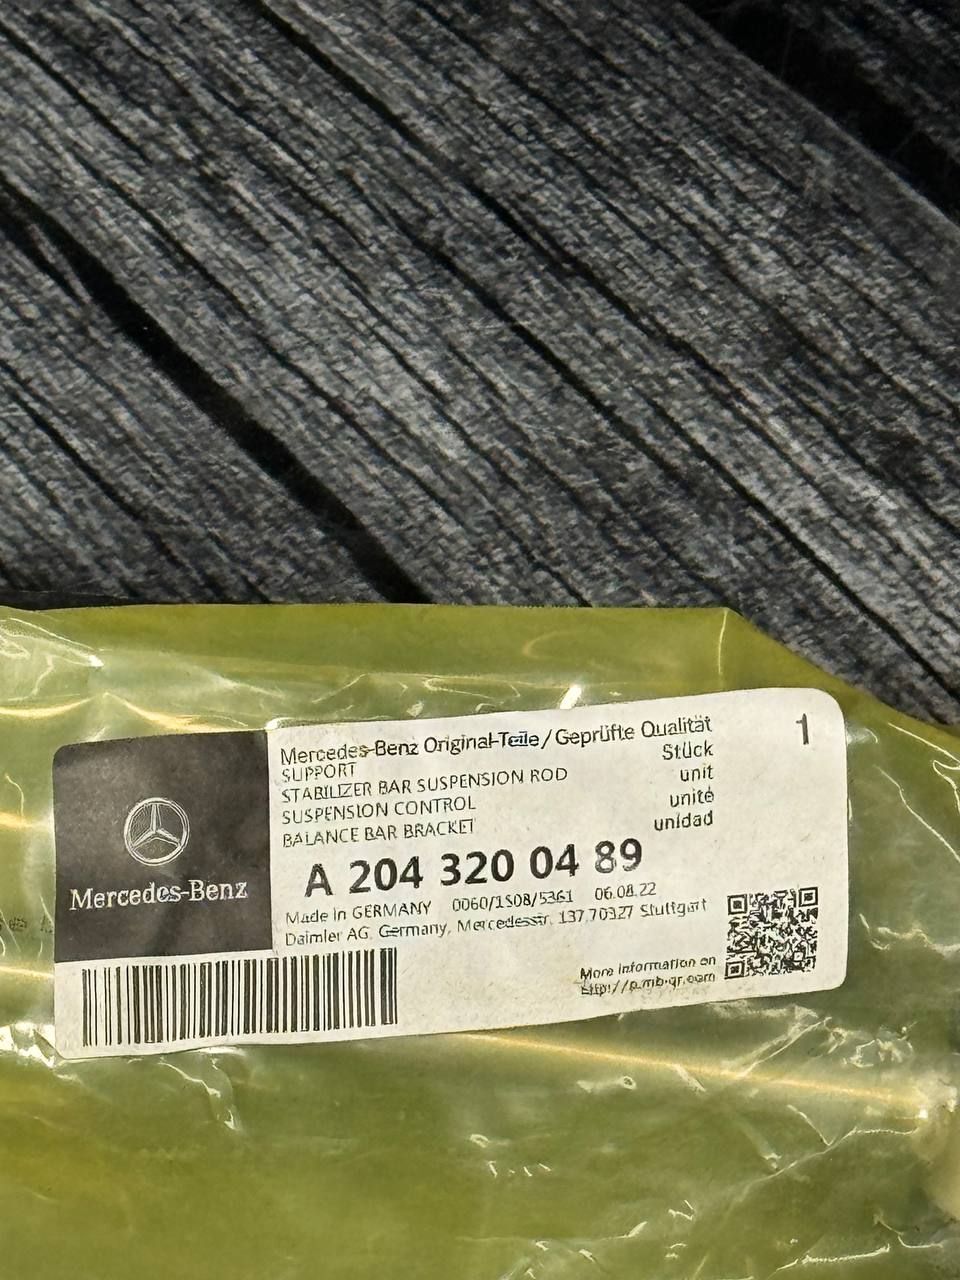 Mercedes-Benz Original-Teile/Geprüfte Qualität 1
SUPPORT Stück
STABILIZER BAR SUSPENSION ROD unit
SUSPENSION CONTROL unité
BALANCE BAR BRACKET unidad
A 204 320 04 89
Made in GERMANY 0060/1S08/5361 06.08.22
Daimler AG, Germany, Mercedesstr. 137,70327 Stuttgart
Mercedes-Benz
More information on